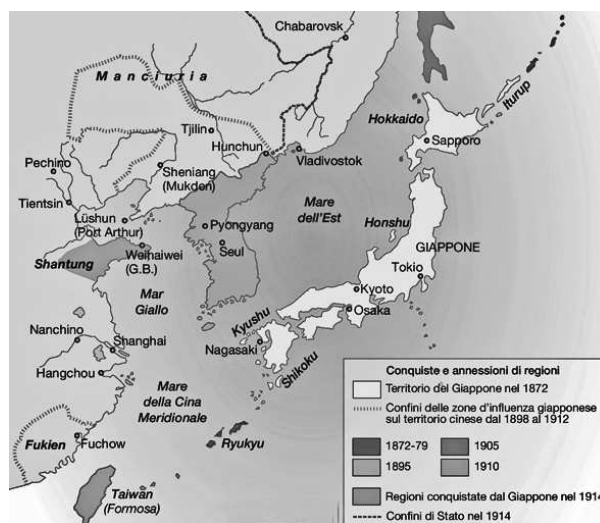 Chabarovsk
Manciuria
Iturup
Hokkaido
Tjilin
Hunchun
Sapporo
Vladivostok
Pechino
Sheniang
(Mukden)
Tientsin
Mare
dell'Est
Honshu
Lüshun
(Port Arthur)
Pyongyang
GIAPPONE
Shantung
Weihaiwei
(G.B.)
Seul
Tokio
Mar
Giallo
Kyoto
Osaka
Kyushu
Nanchino
Shanghai
Nagasaki
Shikoku
Hangchou
Mare
della Cina
Meridionale
Fukien
Fuchow
Ryukyu
Taiwan
(Formosa)
Conquiste e annessioni di regioni
Territorio del Giappone nel 1872
Confini delle zone d'influenza giapponese
sul territorio cinese dal 1898 al 1912
1872-79
1905
1895
1910
Regioni conquistate dal Giappone nel 1914
Confini di Stato nel 1914